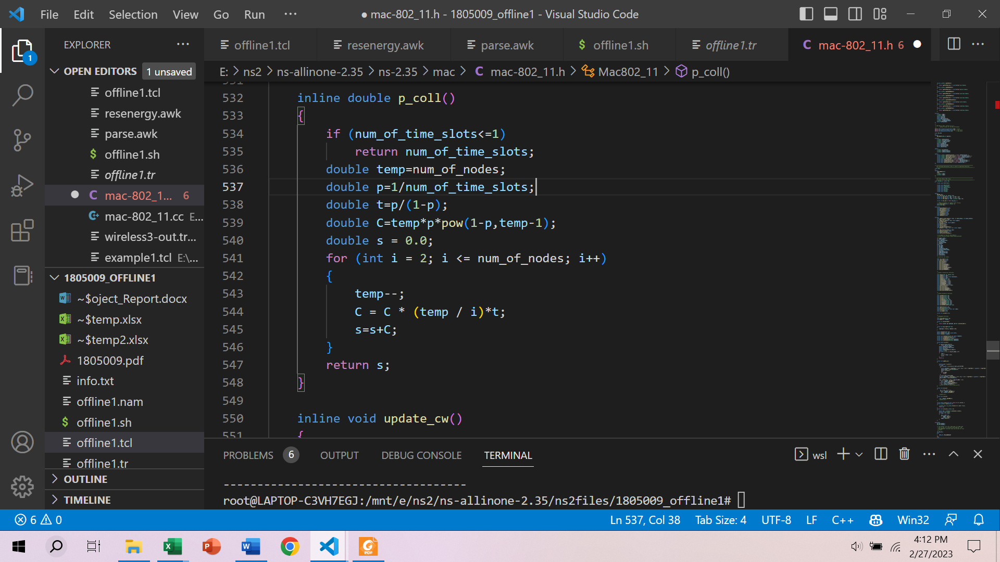 File Edit Selection View Go Run ··· ● mac-802_11.h - 1805009_offline1 - Visual Studio Code
EXPLORER ···
offline1.tcl resenergy.awk parse.awk $ offline1.sh offline1.tr C mac-802_11.h 6 ●
OPEN EDITORS 1 unsaved
E: > ns2 > ns-allinone-2.35 > ns-2.35 > mac > C mac-802_11.h > Mac802_11 > p_coll()
offline1.tcl
resenergy.awk
parse.awk
$ offline1.sh
offline1.tr
● C mac-802_1... 6
mac-802_11.cc E...
wireless3-out.tr...
example1.tcl E:\...
1805009_OFFLINE1
~$oject_Report.docx
~$temp.xlsx
~$temp2.xlsx
1805009.pdf
info.txt
offline1.nam
$ offline1.sh
offline1.tcl
offline1.tr
OUTLINE
TIMELINE
1
531
532 inline double p_coll()
533 {
534 if (num_of_time_slots<=1)
535 return num_of_time_slots;
536 double temp=num_of_nodes;
537 double p=1/num_of_time_slots;
538 double t=p/(1-p);
539 double C=temp*p*pow(1-p,temp-1);
540 double s = 0.0;
541 for (int i = 2; i <= num_of_nodes; i++)
542 {
543 temp--;
544 C = C * (temp / i)*t;
545 s=s+C;
546 }
547 return s;
548 }
549
550 inline void update_cw()
551 {
PROBLEMS 6 OUTPUT DEBUG CONSOLE TERMINAL wsl
------------------------------------
root@LAPTOP-C3VH7EGJ:/mnt/e/ns2/ns-allinone-2.35/ns2files/1805009_offline1#
6 0 Ln 537, Col 38 Tab Size: 4 UTF-8 LF C++ Win32
4:12 PM
2/27/2023